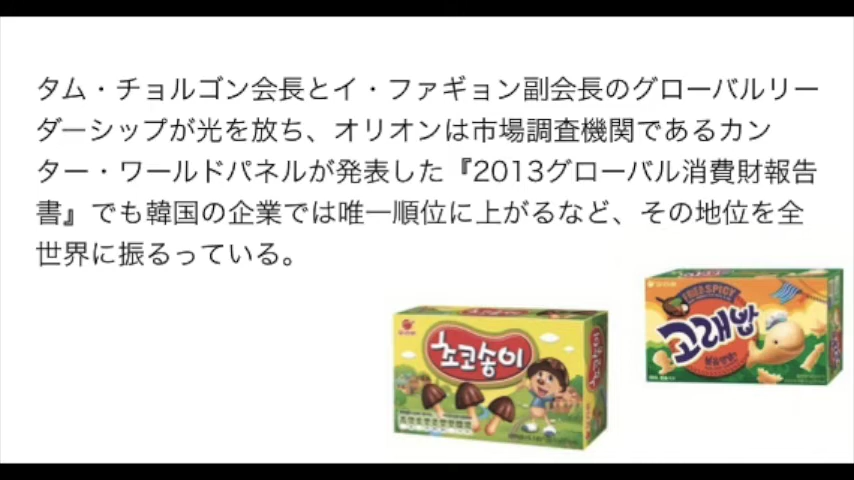 タム・チョルゴン会長とイ・ファギョン副会長のグローバルリー
ダーシップが光を放ち、オリオンは市場調査機関であるカン
ター・ワールドパネルが発表した『2013グローバル消費財報告
書』でも韓国の企業では唯一順位に上がるなど、その地位を全
世界に振るっている。
초코송이
고래밥